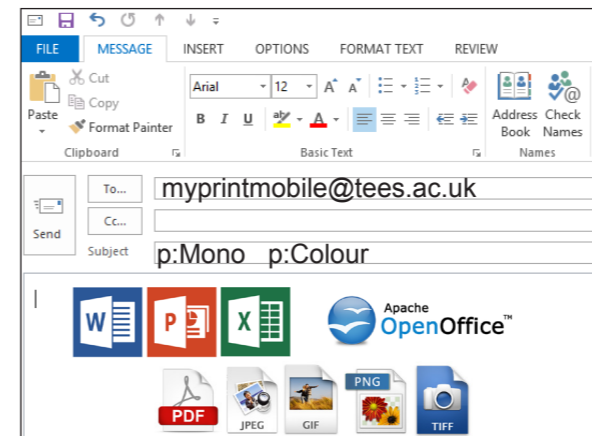 FILE MESSAGE INSERT OPTIONS FORMAT TEXT REVIEW
Paste
Cut
Copy
Format Painter
Clipboard
Arial 12 A A
B I U ab A
Basic Text
Address Book
Check Names
Names
Send
To... myprintmobile@tees.ac.uk
Cc...
Subject p:Mono p:Colour
W P X
Apache
OpenOffice™
PDF JPEG GIF PNG TIFF